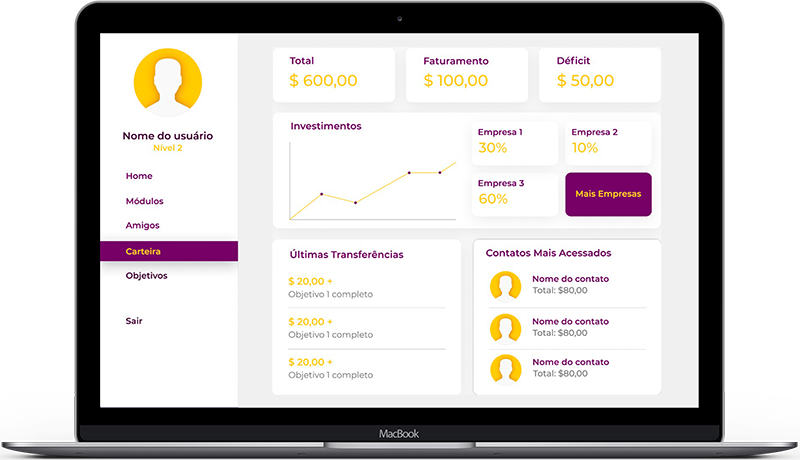 Nome do usuário
Nível 2
Home
Módulos
Amigos
Carteira
Objetivos
Sair
Total
$ 600,00
Faturamento
$ 100,00
Déficit
$ 50,00
Investimentos
Empresa 1
30%
Empresa 2
10%
Empresa 3
60%
Mais Empresas
Últimas Transferências
$ 20,00 +
Objetivo 1 completo
$ 20,00 +
Objetivo 1 completo
$ 20,00 +
Objetivo 1 completo
Contatos Mais Acessados
Nome do contato
Total: $80,00
Nome do contato
Total: $80,00
Nome do contato
Total: $80,00
MacBook